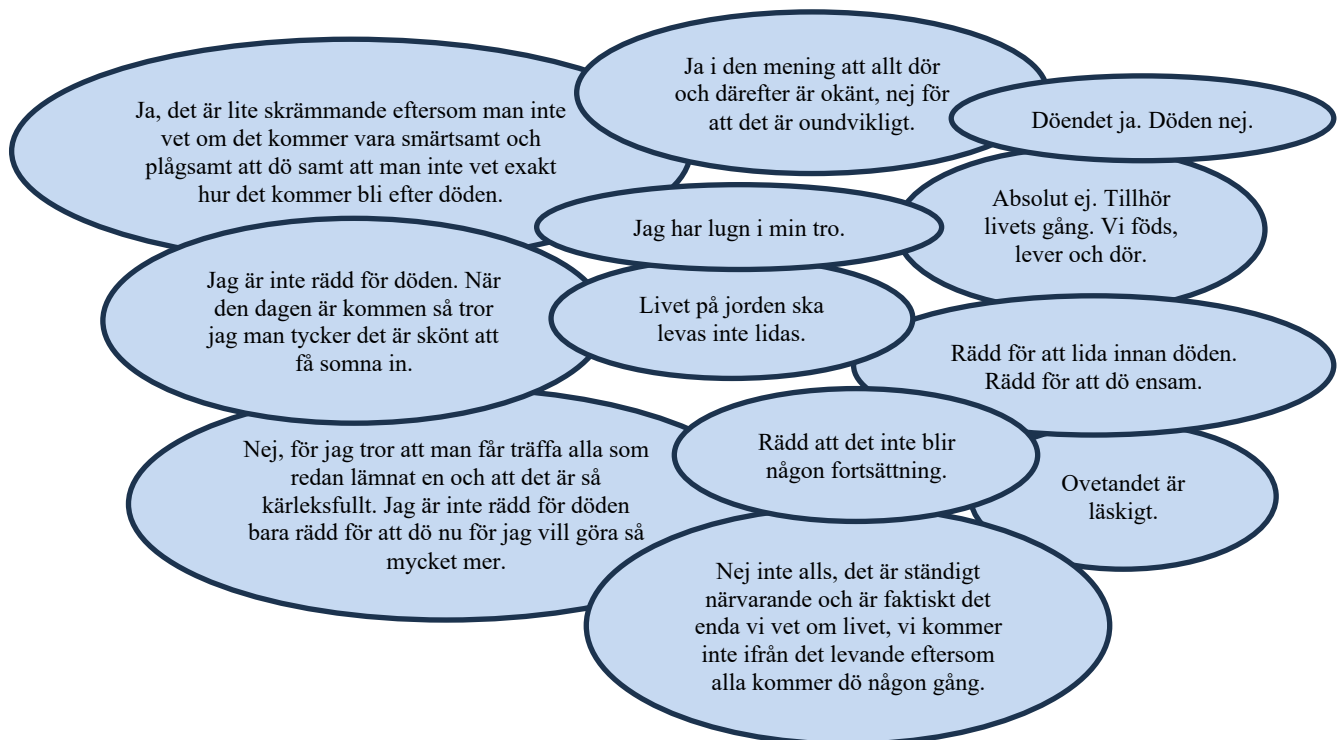 Ja, det är lite skrämmande eftersom man inte
vet om det kommer vara smärtsamt och
plågsamt att dö samt att man inte vet exakt
hur det kommer bli efter döden.
Ja i den mening att allt dör
och därefter är okänt, nej för
att det är oundvikligt.
Döendet ja. Döden nej.
Absolut ej. Tillhör
livets gång. Vi föds,
lever och dör.
Jag har lugn i min tro.
Jag är inte rädd för döden. När
den dagen är kommen så tror
jag man tycker det är skönt att
få somna in.
Livet på jorden ska
levas inte lidas.
Rädd för att lida innan döden.
Rädd för att dö ensam.
Nej, för jag tror att man får träffa alla som
redan lämnat en och att det är så
kärleksfullt. Jag är inte rädd för döden
bara rädd för att dö nu för jag vill göra så
mycket mer.
Rädd att det inte blir
någon fortsättning.
Ovetandet är
läskigt.
Nej inte alls, det är ständigt
närvarande och är faktiskt det
enda vi vet om livet, vi kommer
inte ifrån det levande eftersom
alla kommer dö någon gång.